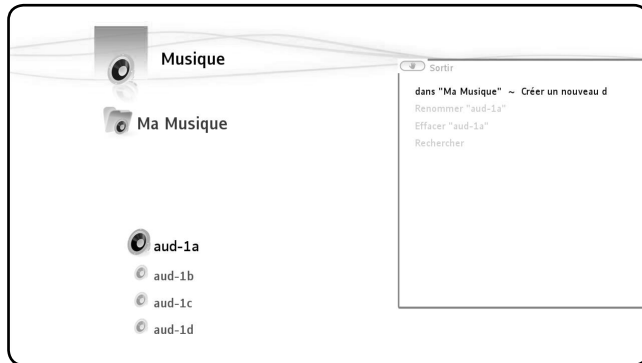 Musique
Ma Musique
aud-1a
aud-1b
aud-1c
aud-1d
Sortir
dans "Ma Musique" ~ Créer un nouveau d
Renommer "aud-1a"
Effacer "aud-1a"
Rechercher